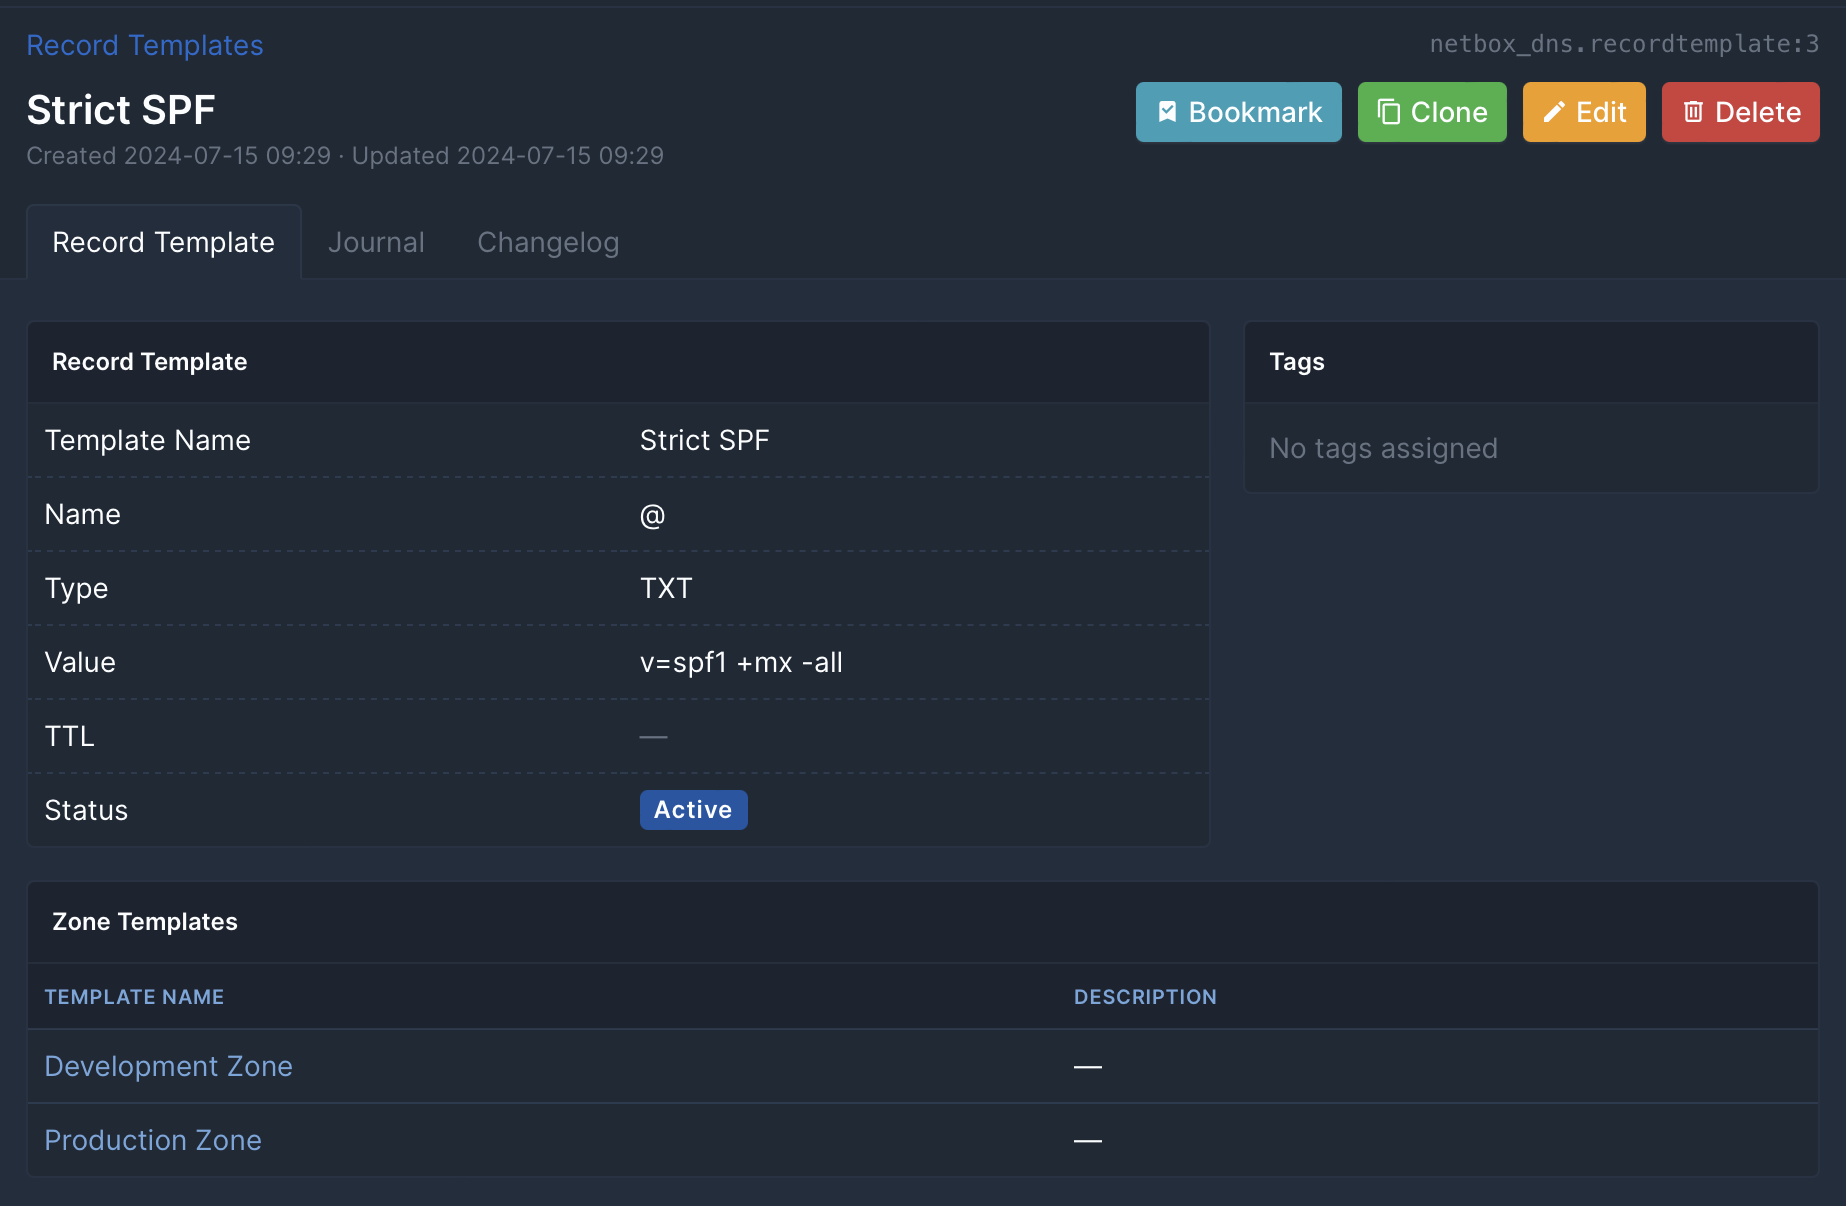 Record Templates
netbox_dns.recordtemplate:3
Strict SPF
Bookmark
Clone
Edit
Delete
Created 2024-07-15 09:29 · Updated 2024-07-15 09:29
Record Template
Journal
Changelog
Record Template
Template Name Strict SPF
Name @
Type TXT
Value v=spf1 +mx -all
TTL —
Status Active
Tags
No tags assigned
Zone Templates
TEMPLATE NAME DESCRIPTION
Development Zone —
Production Zone —